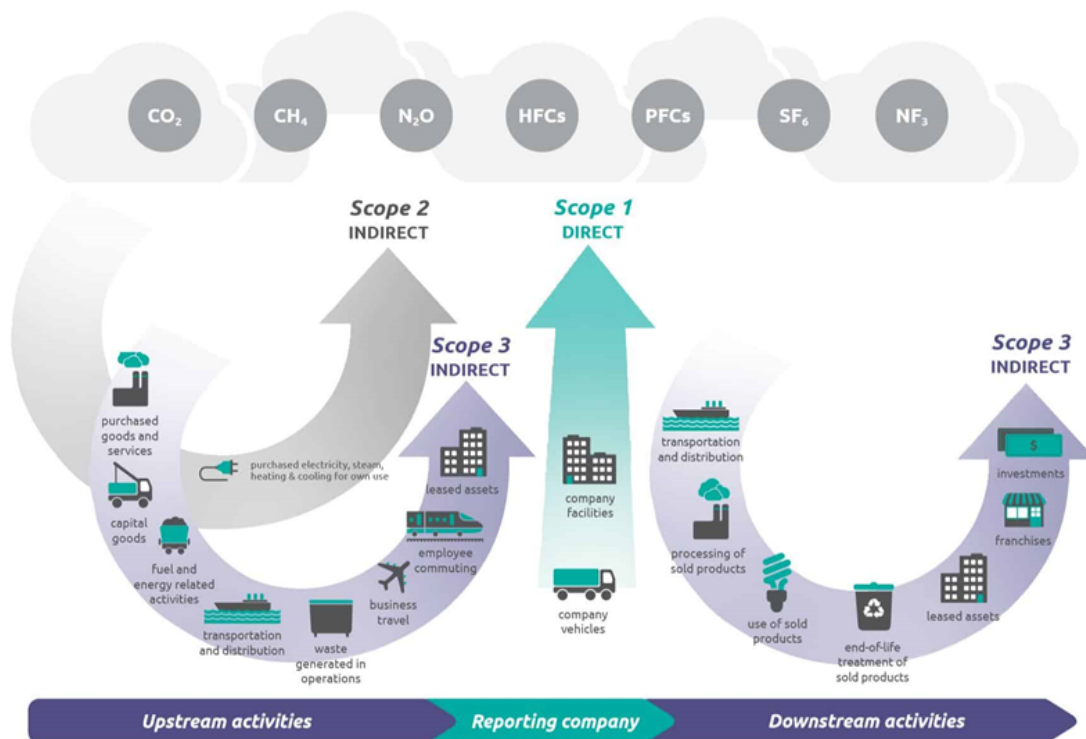 CO₂
CH₄
N₂O
HFCs
PFCs
SF₆
NF₃
Scope 2
INDIRECT
Scope 1
DIRECT
Scope 3
INDIRECT
Scope 3
INDIRECT
purchased
goods and
services
capital
goods
fuel and
energy related
activities
transportation
and distribution
waste
generated in
operations
business
travel
employee
commuting
leased assets
purchased electricity, steam,
heating & cooling for own use
company
facilities
company
vehicles
transportation
and distribution
processing of
sold products
use of sold
products
end-of-life
treatment of
sold products
leased assets
franchises
$
investments
Upstream activities
Reporting company
Downstream activities